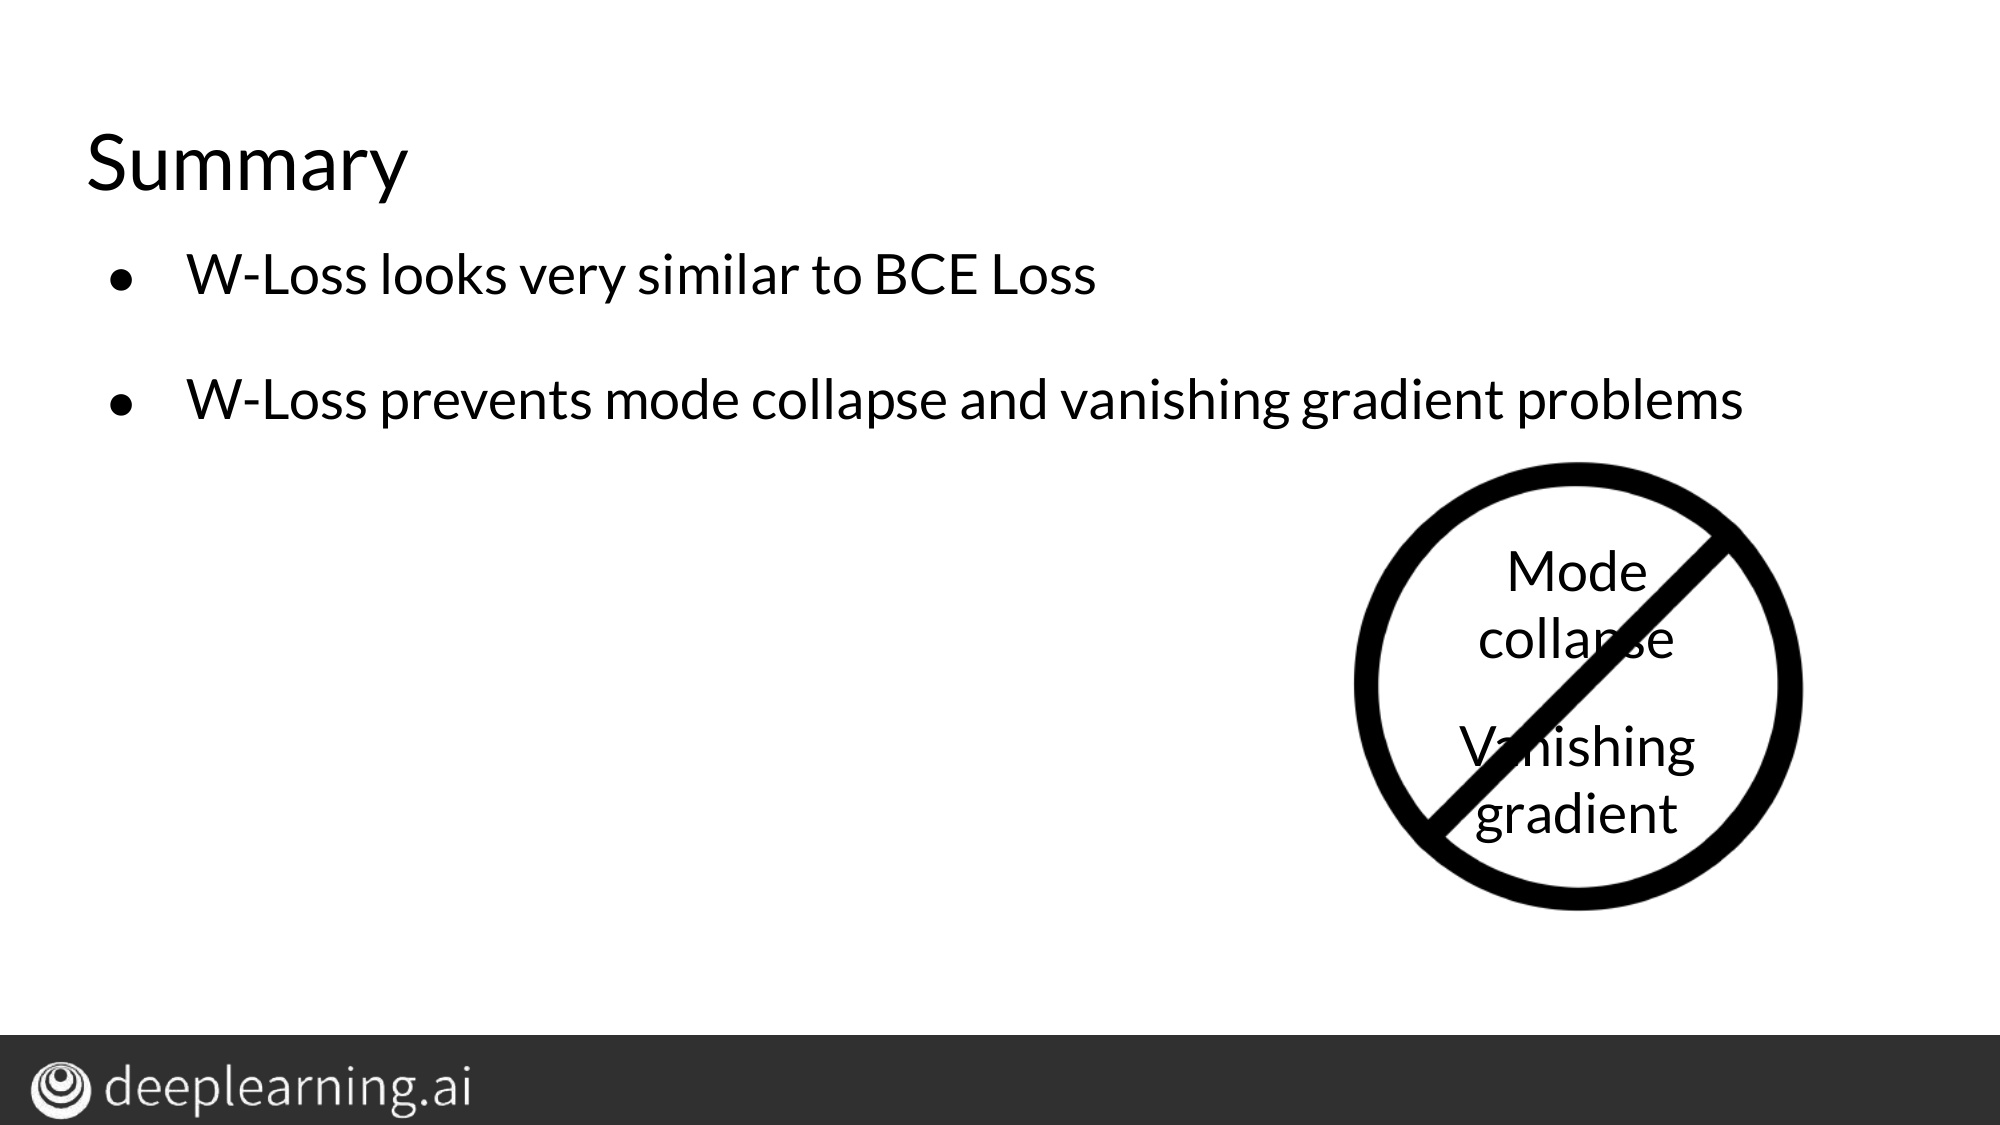 Summary
● W-Loss looks very similar to BCE Loss
● W-Loss prevents mode collapse and vanishing gradient problems
Mode
collapse
Vanishing
gradient
deeplearning.ai